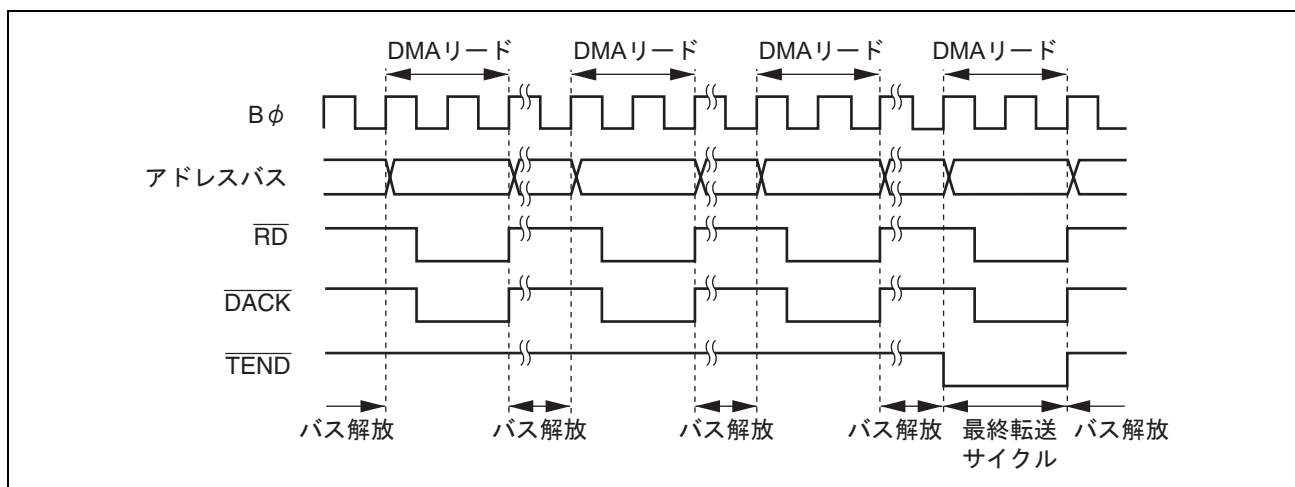 DMAリード DMAリード DMAリード DMAリード
Bφ
アドレスバス
RD
DACK
TEND
バス解放 バス解放 バス解放 バス解放 最終転送 バス解放
サイクル